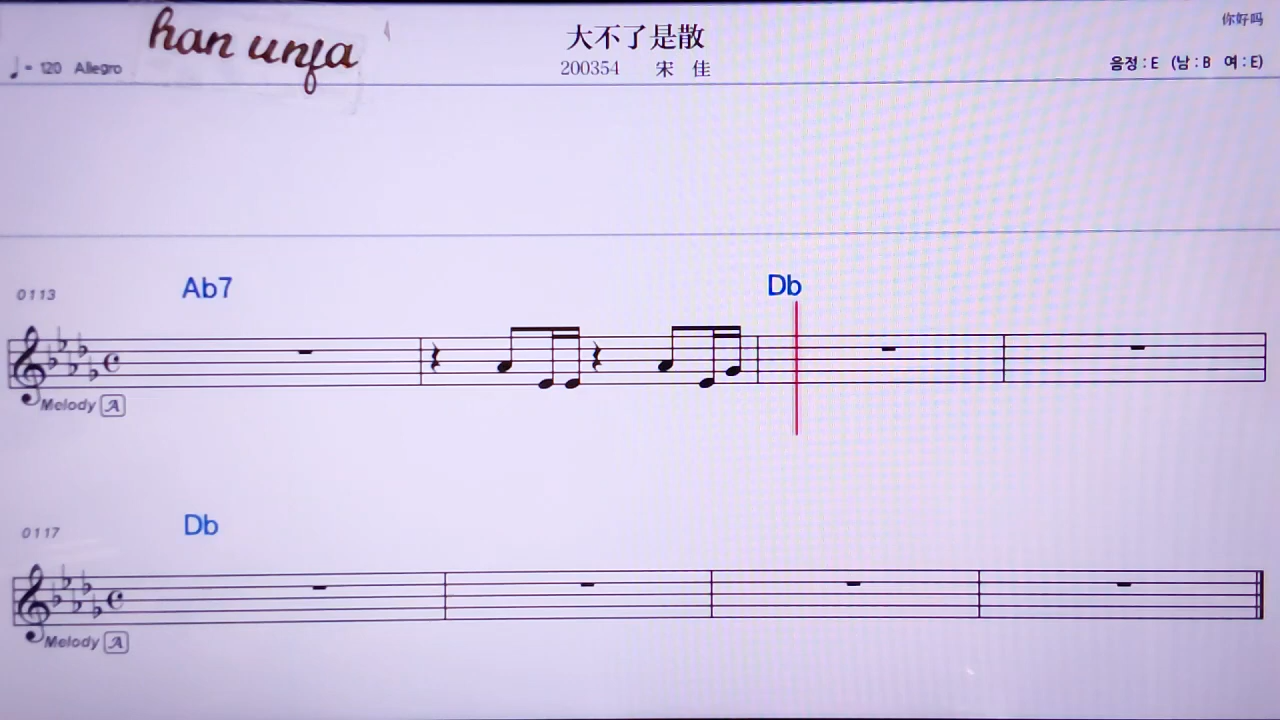 han unfa
你好吗
大不了是散
♩= 120 Allegro
200354 宋 佳
음정 : E (남 : B 여 : E)
Ab7
Db
0113
Melody A
Db
0117
Melody A